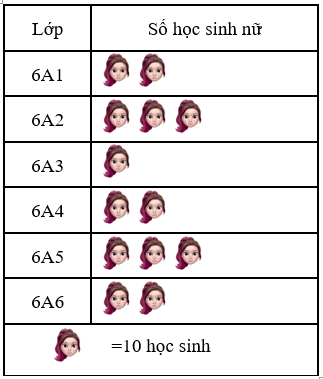 Lớp Số học sinh nữ
6A1
6A2
6A3
6A4
6A5
6A6
=10 học sinh